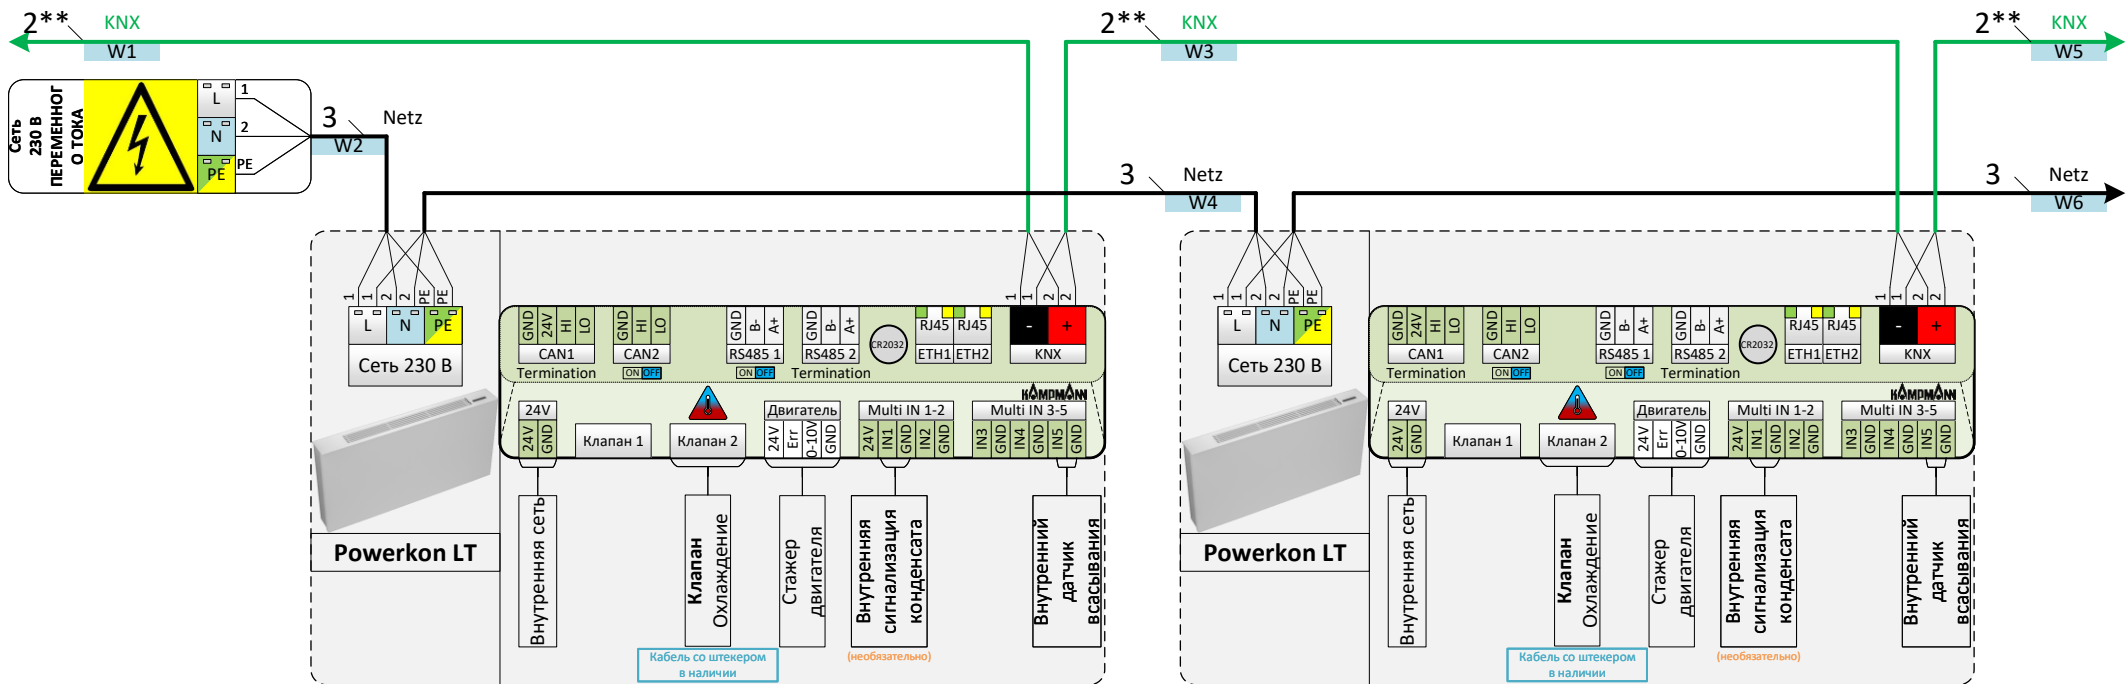 2** KNX
W1
2** KNX
W3
2** KNX
W5
Сеть
230 В
ПЕРЕМЕННОГ
О ТОКА
L
N
PE
1
2
PE
3 Netz
W2
3 Netz
W4
3 Netz
W6
1 1 2 2 PE PE
L N PE
Сеть 230 В
Powerkon LT
GND 24V HI LO
CAN1
GND HI LO
CAN2
GND B- A+
RS485 1
GND B- A+
RS485 2
CR2032
RJ45 RJ45
ETH1 ETH2
1 1 2 2
- +
KNX
Termination
ON OFF
ON OFF
Termination
KAMPMANN
24V
24V GND
Клапан 1
Клапан 2
Двигатель
24V Err 0-10V GND
Multi IN 1-2
24V IN1 GND IN2 GND
Multi IN 3-5
IN3 GND IN4 GND IN5 GND
Внутренняя сеть
Клапан
Охлаждение
Стажер
двигателя
Внутренняя
сигнализация
конденсата
Внутренний
датчик
всасывания
Кабель со штекером
в наличии
(необязательно)
1 1 2 2 PE PE
L N PE
Сеть 230 В
Powerkon LT
GND 24V HI LO
CAN1
GND HI LO
CAN2
GND B- A+
RS485 1
GND B- A+
RS485 2
CR2032
RJ45 RJ45
ETH1 ETH2
1 1 2 2
- +
KNX
Termination
ON OFF
ON OFF
Termination
KAMPMANN
24V
24V GND
Клапан 1
Клапан 2
Двигатель
24V Err 0-10V GND
Multi IN 1-2
24V IN1 GND IN2 GND
Multi IN 3-5
IN3 GND IN4 GND IN5 GND
Внутренняя сеть
Клапан
Охлаждение
Стажер
двигателя
Внутренняя
сигнализация
конденсата
Внутренний
датчик
всасывания
Кабель со штекером
в наличии
(необязательно)